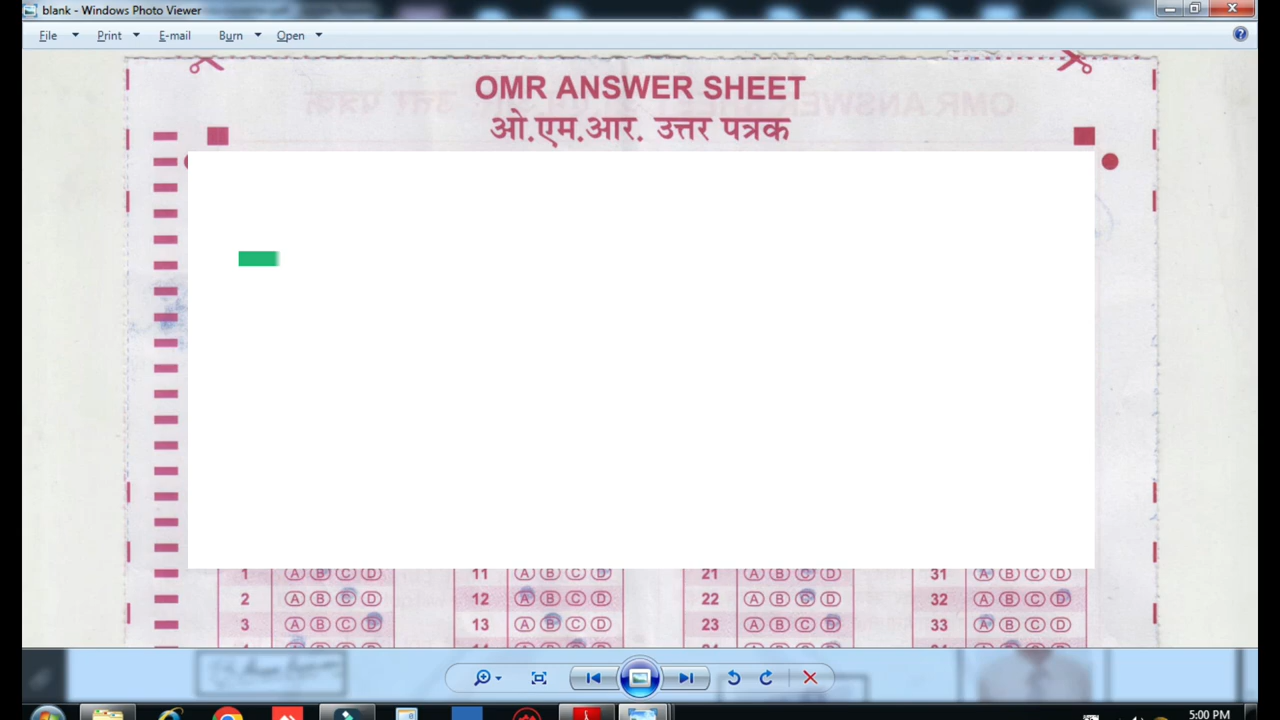 blank - Windows Photo Viewer
File Print E-mail Burn Open
OMR ANSWER SHEET
ओ.एम.आर. उत्तर पत्रक
1 A B C D 11 A B C D 21 A B C D 31 A B C D
2 A B C D 12 A B C D 22 A B C D 32 A B C D
3 A B C D 13 A B C D 23 A B C D 33 A B C D
5:00 PM